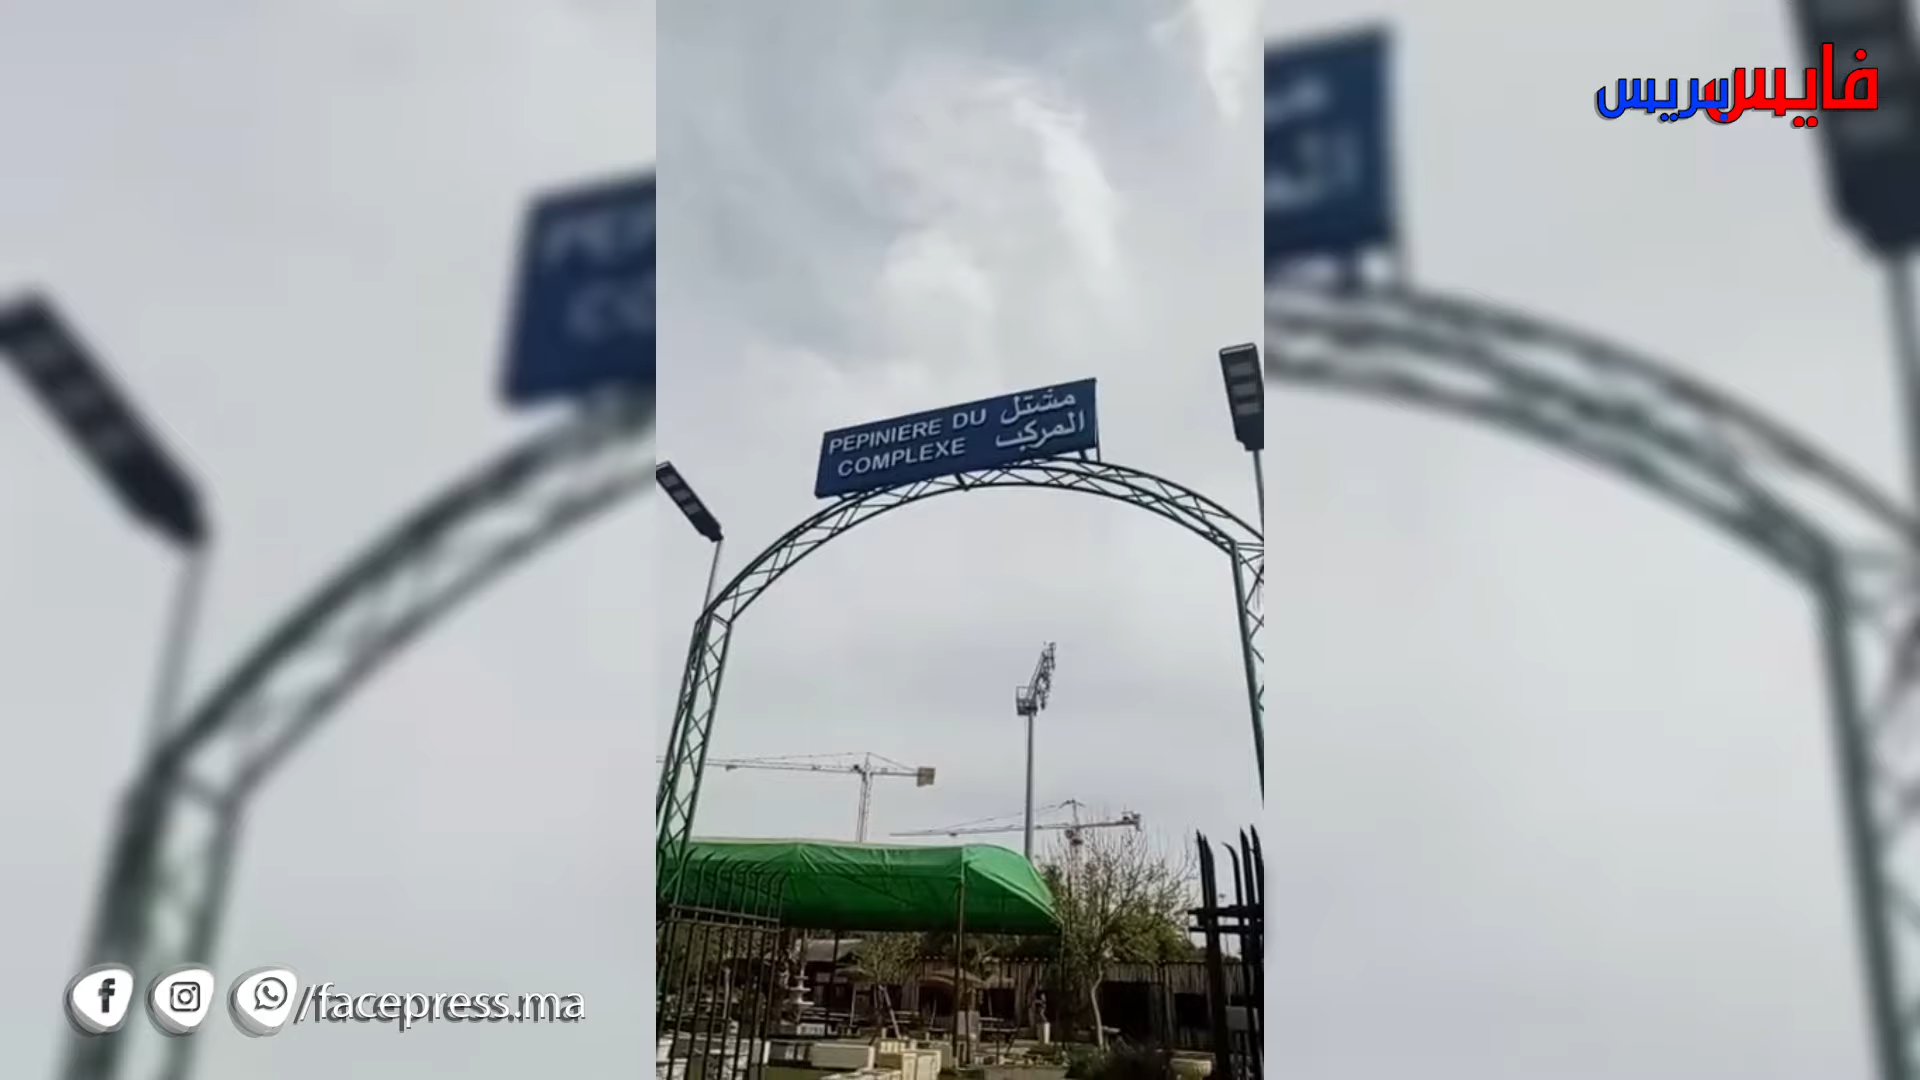 فايس بريس
PEPINIERE DU
COMPLEXE
مشتل
المركب
/facepress.ma